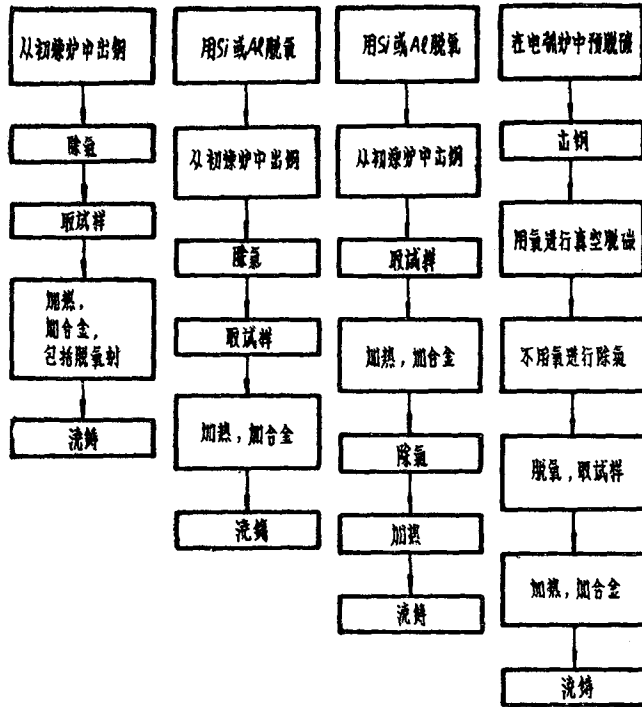 从初炼炉中出钢
除氢
取试样
加热,
加合金,
包括脱氧剂
浇铸
用Si或Al脱氧
从初炼炉中出钢
除氢
取试样
加热,加合金
浇铸
用Si或Al脱氧
从初炼炉中出钢
取试样
加热,加合金
除氢
加热
浇铸
在电弧炉中预脱碳
出钢
用氧进行真空脱碳
不用氧进行除氢
脱氧,取试样
加热,加合金
浇铸